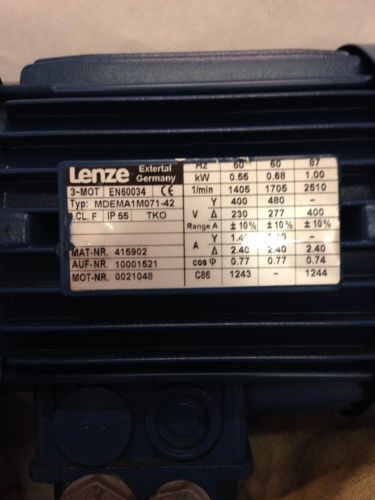 Lenze Extertal Germany
3~MOT EN60034 CE
Typ: MDEMA1M071-42
I.CL. F IP 55 TKO
MAT-NR. 415902
AUF-NR. 10001521
MOT-NR. 0021048
Hz 50 60 87
kW 0.55 0.68 1.00
1/min 1405 1705 2510
V Y 400 480 -
Δ 230 277 400
Range A ± 10% ± 10% ± 10%
A Y -
Δ 2.40 2.40 2.40
cos φ 0.77 0.77 0.74
C86 1243 - 1244